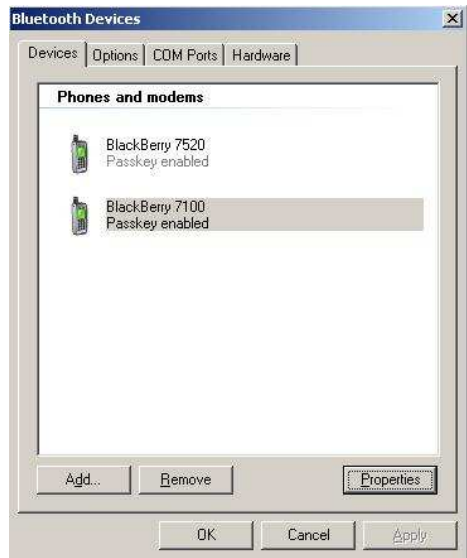 Bluetooth Devices
Devices Options COM Ports Hardware
Phones and modems
BlackBerry 7520
Passkey enabled
BlackBerry 7100
Passkey enabled
Add... Remove Properties
OK Cancel Apply